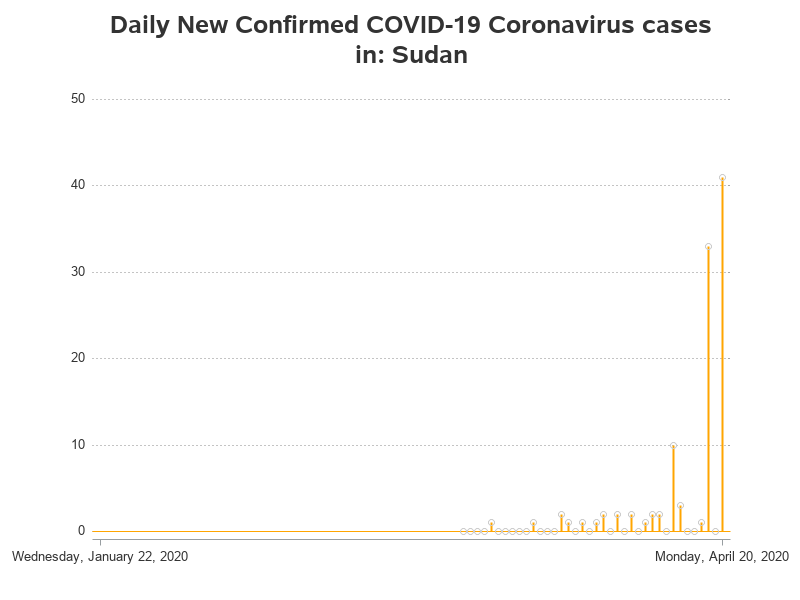 Daily New Confirmed COVID-19 Coronavirus cases
in: Sudan
50
40
30
20
10
0
Wednesday, January 22, 2020
Monday, April 20, 2020